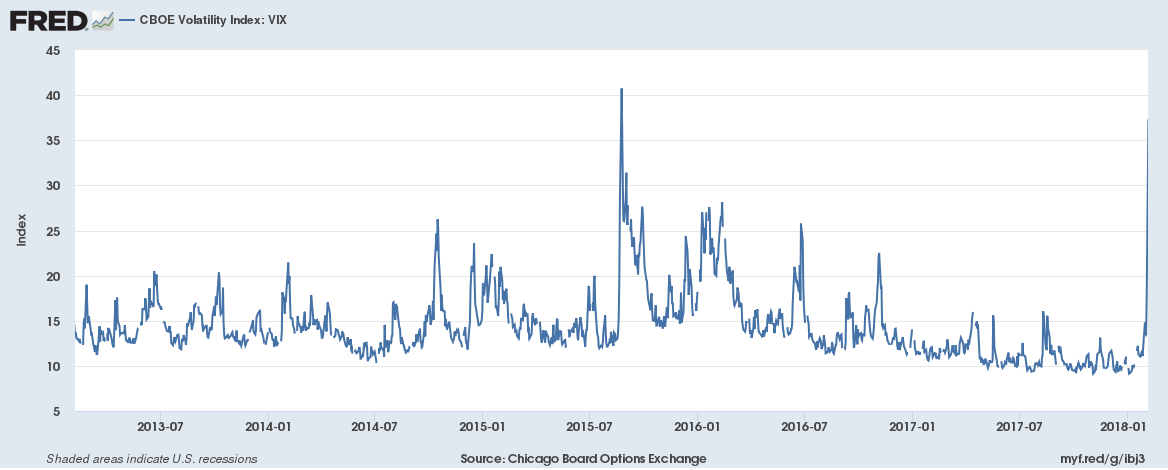 FRED CBOE Volatility Index: VIX
45
40
35
30
25
20
15
10
5
Index
2013-07 2014-01 2014-07 2015-01 2015-07 2016-01 2016-07 2017-01 2017-07 2018-01
Shaded areas indicate U.S. recessions Source: Chicago Board Options Exchange myf.red/g/ibj3